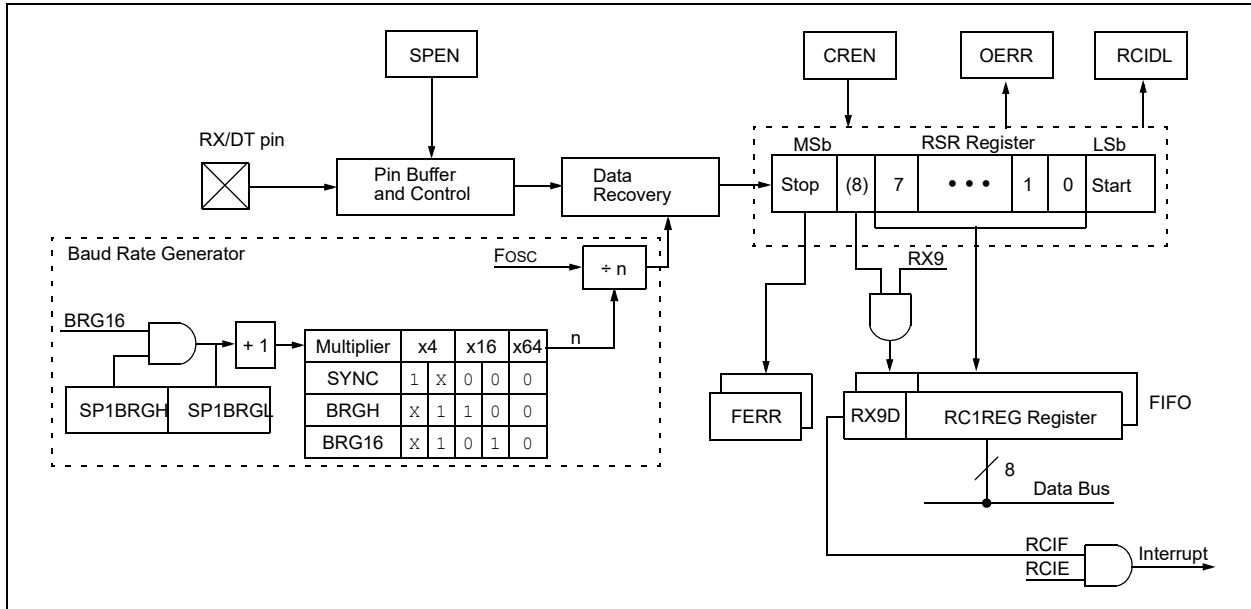 SPEN
CREN
OERR
RCIDL
RX/DT pin
Pin Buffer
and Control
Data
Recovery
MSb
RSR Register
LSb
Stop (8) 7 • • • 1 0 Start
Baud Rate Generator
FOSC
÷ n
RX9
BRG16
+ 1
n
Multiplier x4 x16 x64
SYNC 1 X 0 0 0
BRGH X 1 1 0 0
BRG16 X 1 0 1 0
SP1BRGH SP1BRGL
FERR
RX9D RC1REG Register
FIFO
8
Data Bus
RCIF
RCIE
Interrupt